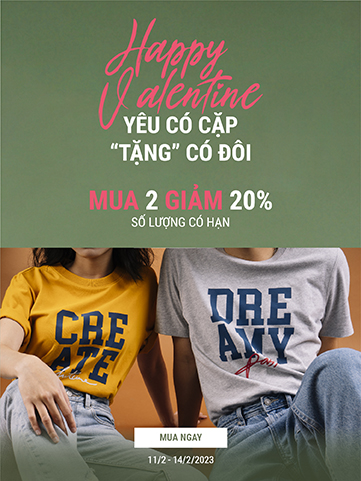 Happy
Valentine
YÊU CÓ CẶP
“TẶNG” CÓ ĐÔI
MUA 2 GIẢM 20%
SỐ LƯỢNG CÓ HẠN
CRE
ATE
DRE
AMY
MUA NGAY
11/2 - 14/2/2023